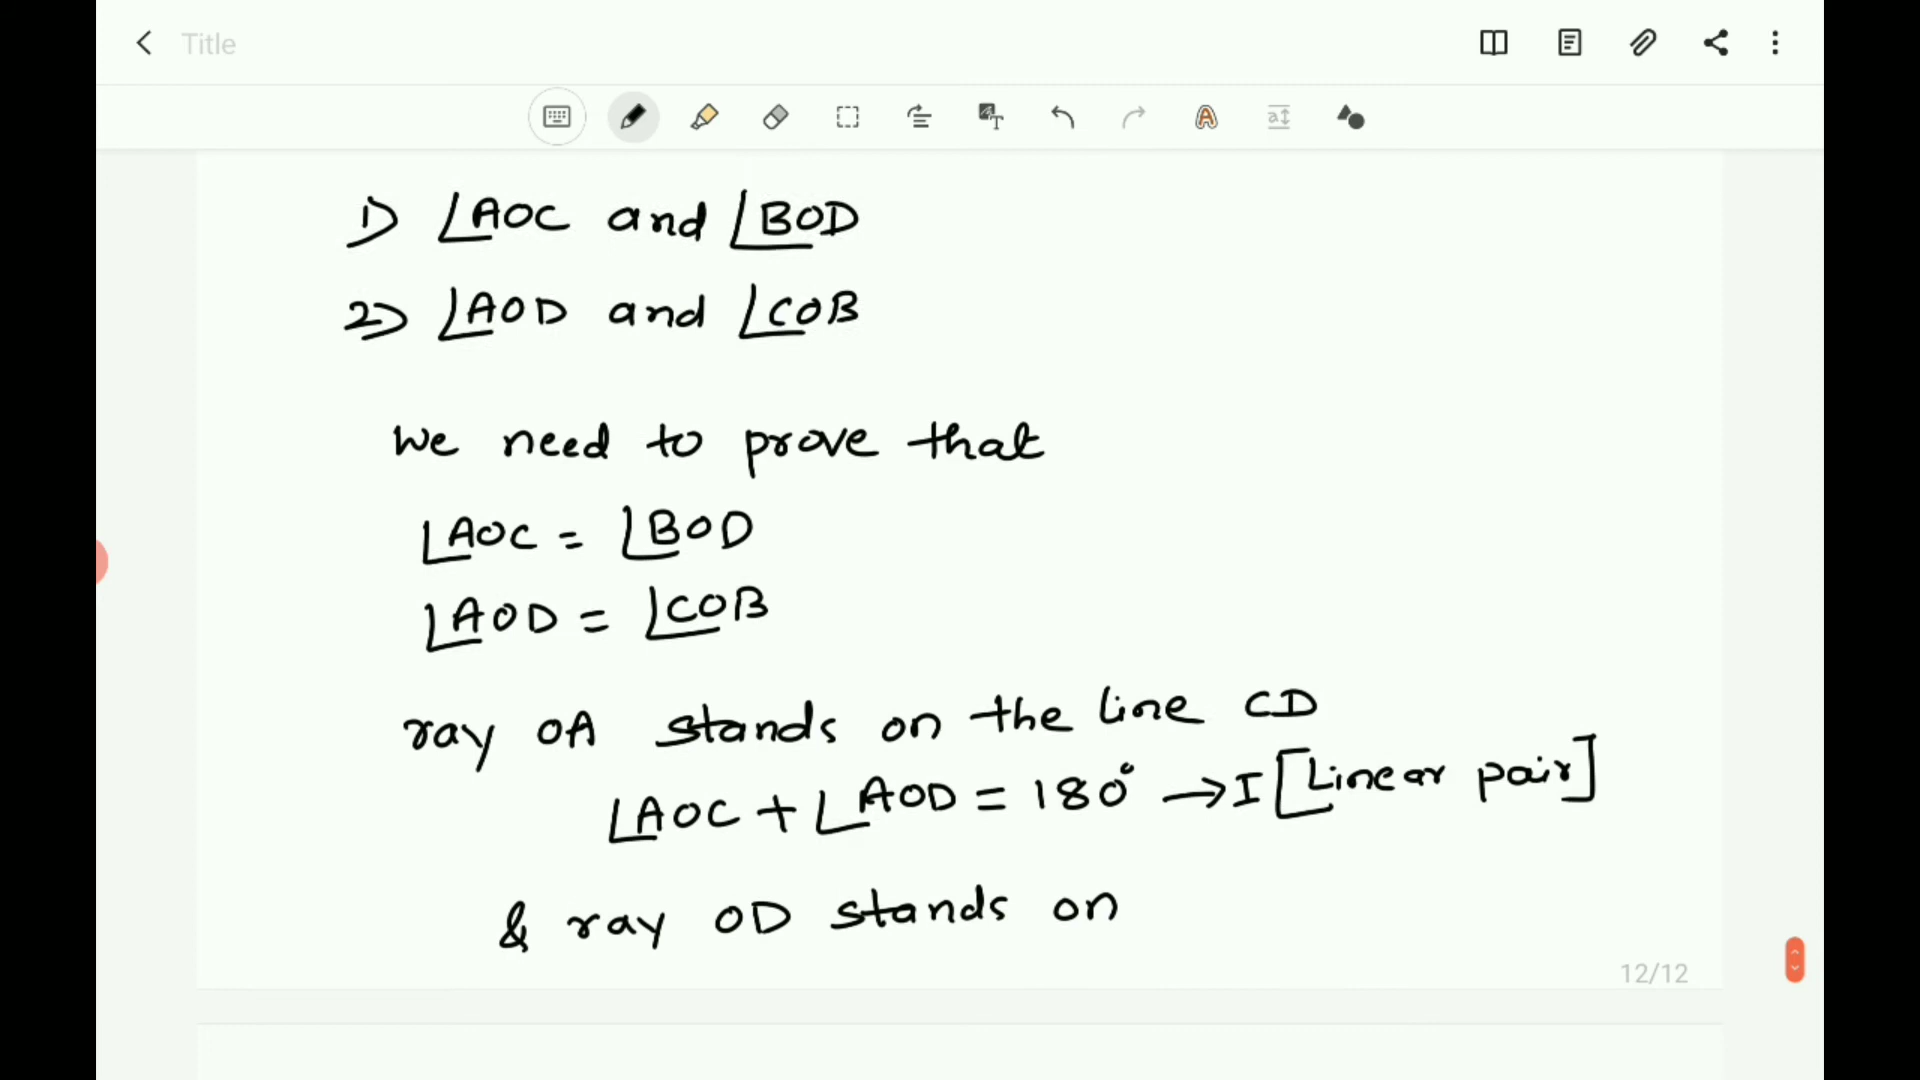 Title
1) ∠AOC and ∠BOD
2) ∠AOD and ∠COB
We need to prove that
∠AOC = ∠BOD
∠AOD = ∠COB
ray OA stands on the line CD
∠AOC + ∠AOD = 180° → I [Linear pair]
& ray OD stands on
12/12